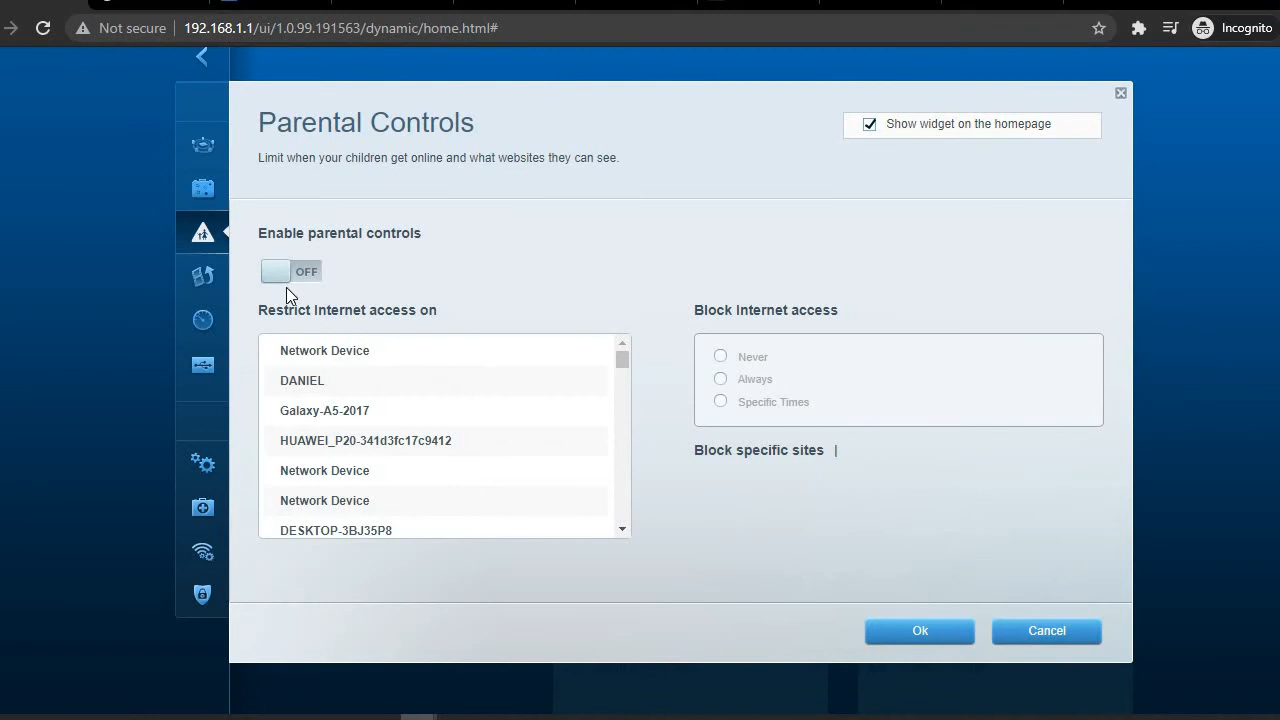 Not secure
192.168.1.1/ui/1.0.99.191563/dynamic/home.html#
Incognito
Parental Controls
Show widget on the homepage
Limit when your children get online and what websites they can see.
Enable parental controls
OFF
Restrict Internet access on
Network Device
DANIEL
Galaxy-A5-2017
HUAWEI_P20-341d3fc17c9412
Network Device
Network Device
DESKTOP-3BJ35P8
Block Internet access
Never
Always
Specific Times
Block specific sites |
Ok
Cancel